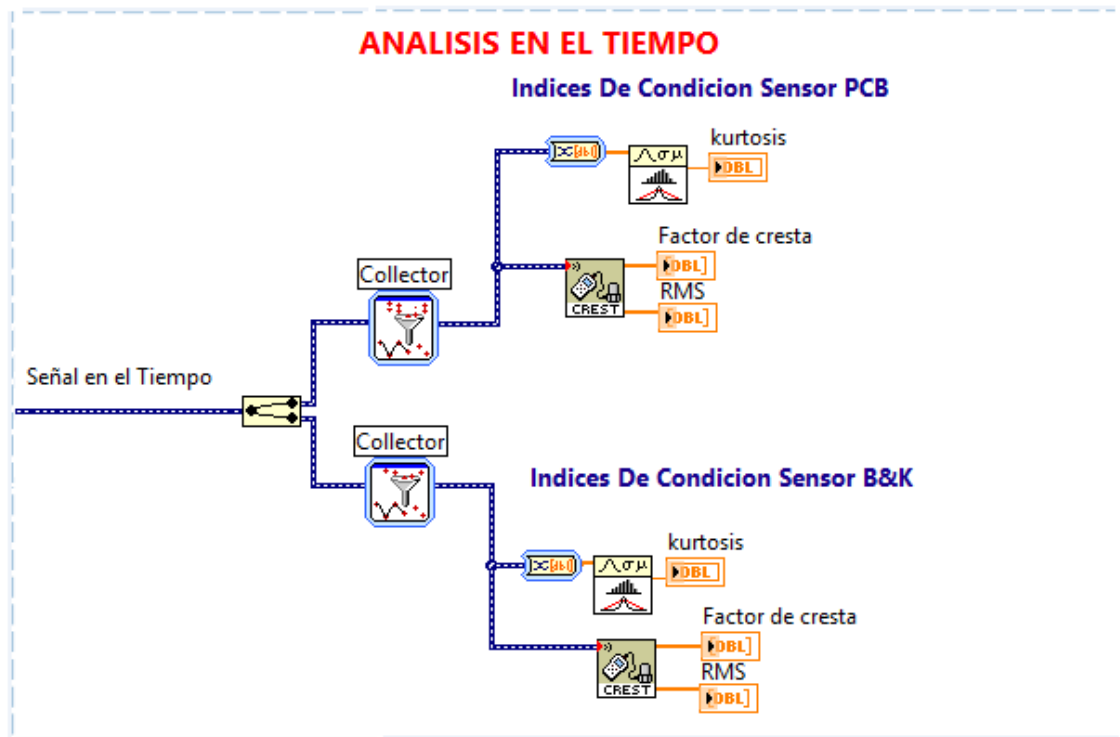 ANALISIS EN EL TIEMPO
Indices De Condicion Sensor PCB
kurtosis
DBL
Factor de cresta
DBL]
RMS
DBL]
CREST
Collector
Señal en el Tiempo
Collector
Indices De Condicion Sensor B&K
kurtosis
DBL
Factor de cresta
DBL]
RMS
DBL]
CREST